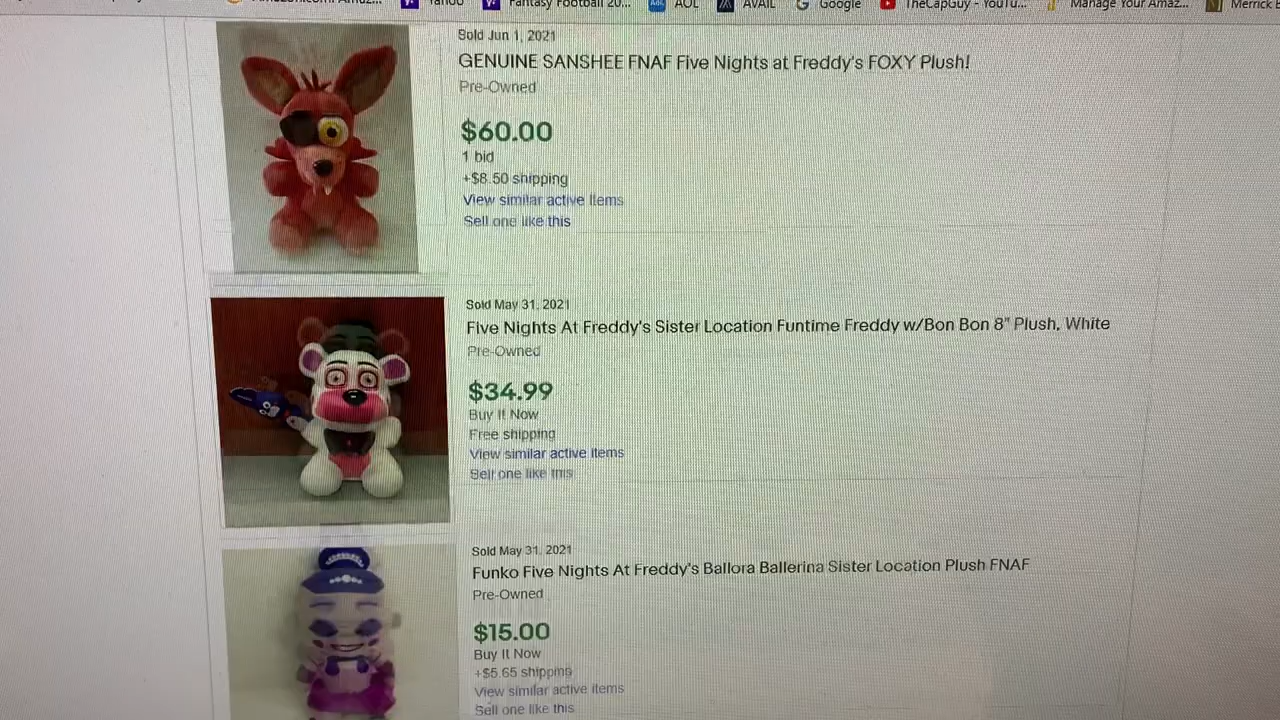 Yahoo
Fantasy Football 20...
AOL
AVAIL
Google
TheCapGuy - YouTu...
Manage Your Amaz...
Merrick
Sold Jun 1, 2021
GENUINE SANSHEE FNAF Five Nights at Freddy's FOXY Plush!
Pre-Owned
$60.00
1 bid
+$8.50 shipping
View similar active items
Sell one like this
Sold May 31, 2021
Five Nights At Freddy's Sister Location Funtime Freddy w/Bon Bon 8" Plush, White
Pre-Owned
$34.99
Buy It Now
Free shipping
View similar active items
Sell one like this
Sold May 31, 2021
Funko Five Nights At Freddy's Ballora Ballerina Sister Location Plush FNAF
Pre-Owned
$15.00
Buy It Now
+$5.65 shipping
View similar active items
Sell one like this